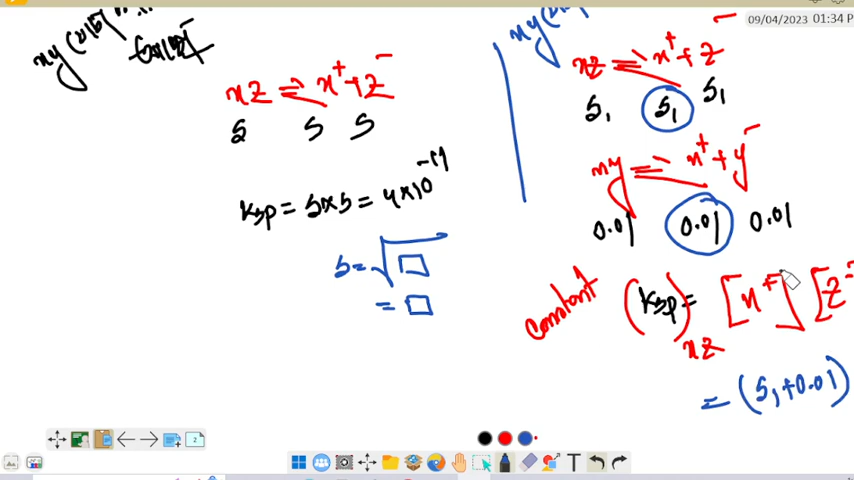 09/04/2023 01:34 P
xz ⇌ x⁺ + z⁻
S S S
Ksp = S×S = 4×10
S = √□
= □
xz ⇌ x⁺ + z⁻
S₁ S₁ S₁
xy ⇌ x⁺ + y⁻
0.01 0.01 0.01
constant (Ksp)xz = [x⁺] [z⁻
= (S₁+0.01)
2
T